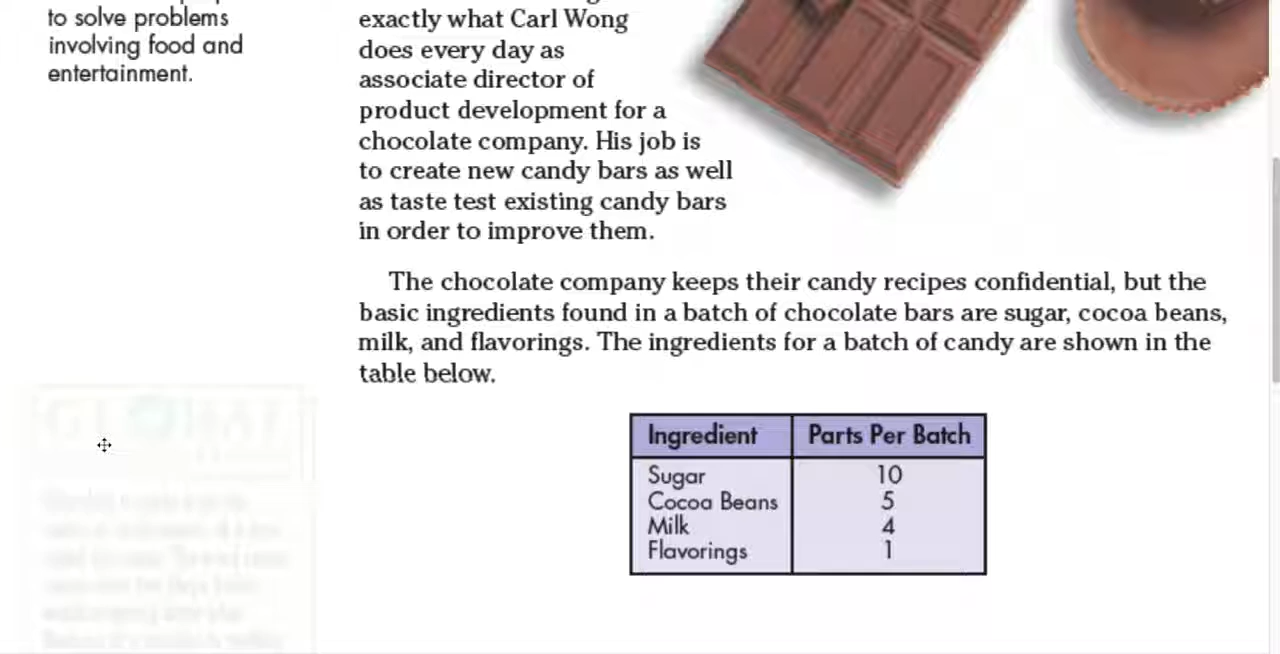 to solve problems
involving food and
entertainment.
exactly what Carl Wong
does every day as
associate director of
product development for a
chocolate company. His job is
to create new candy bars as well
as taste test existing candy bars
in order to improve them.
The chocolate company keeps their candy recipes confidential, but the
basic ingredients found in a batch of chocolate bars are sugar, cocoa beans,
milk, and flavorings. The ingredients for a batch of candy are shown in the
table below.
Ingredient Parts Per Batch
Sugar 10
Cocoa Beans 5
Milk 4
Flavorings 1